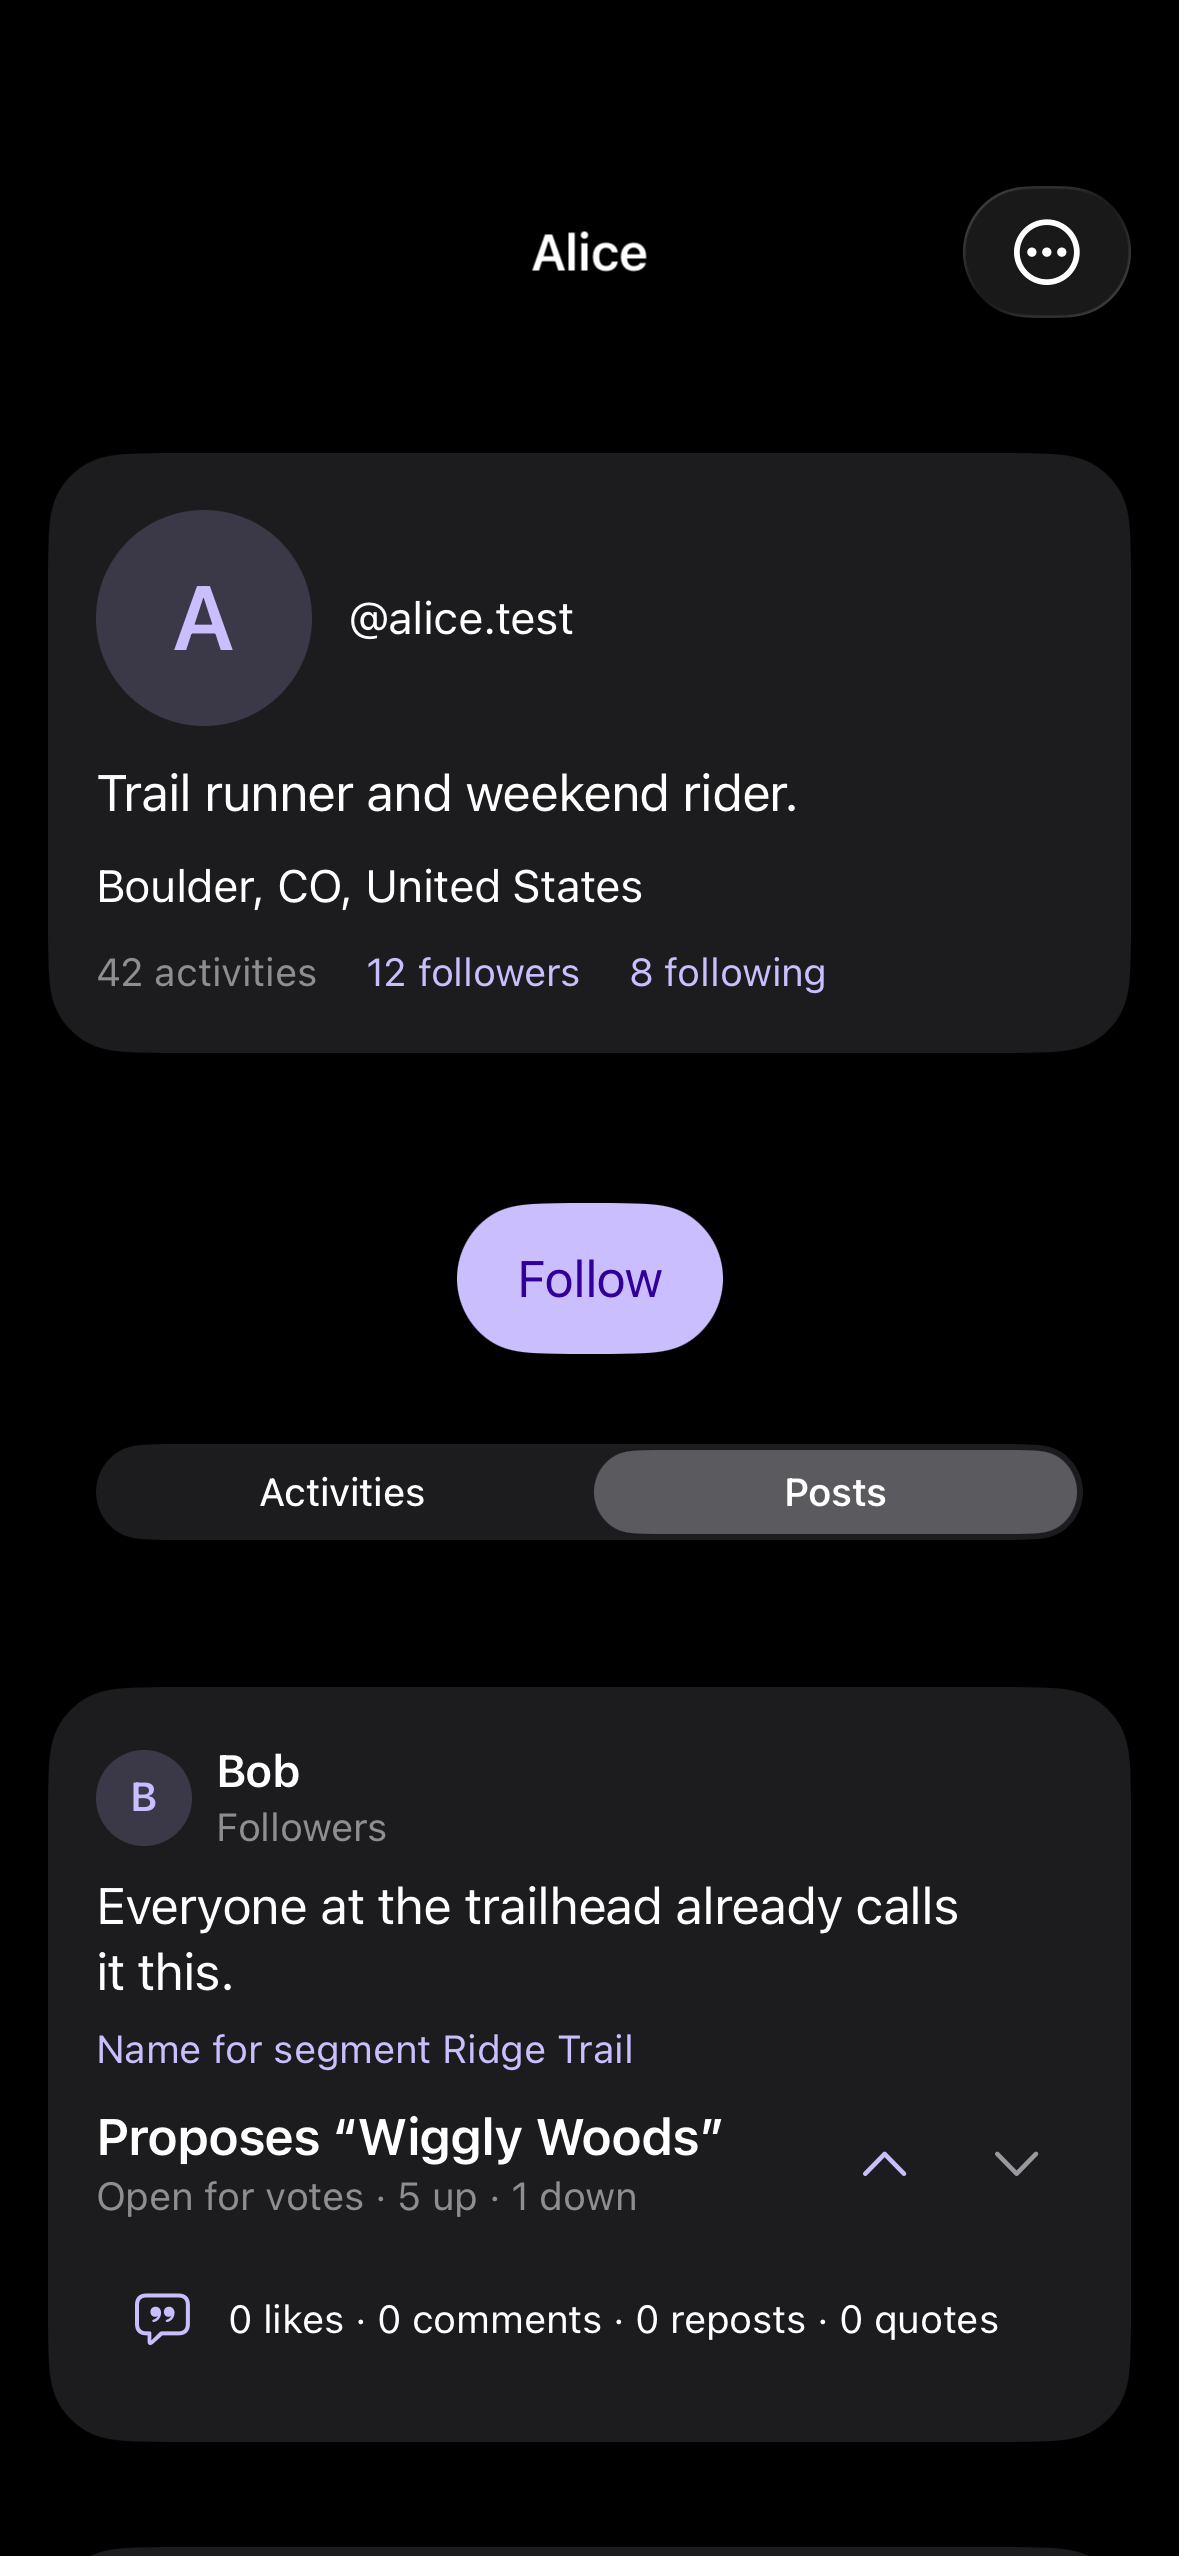 Alice
A
@alice.test
Trail runner and weekend rider.
Boulder, CO, United States
42 activities 12 followers 8 following
Follow
Activities Posts
B
Bob
Followers
Everyone at the trailhead already calls
it this.
Name for segment Ridge Trail
Proposes “Wiggly Woods”
Open for votes · 5 up · 1 down
0 likes · 0 comments · 0 reposts · 0 quotes